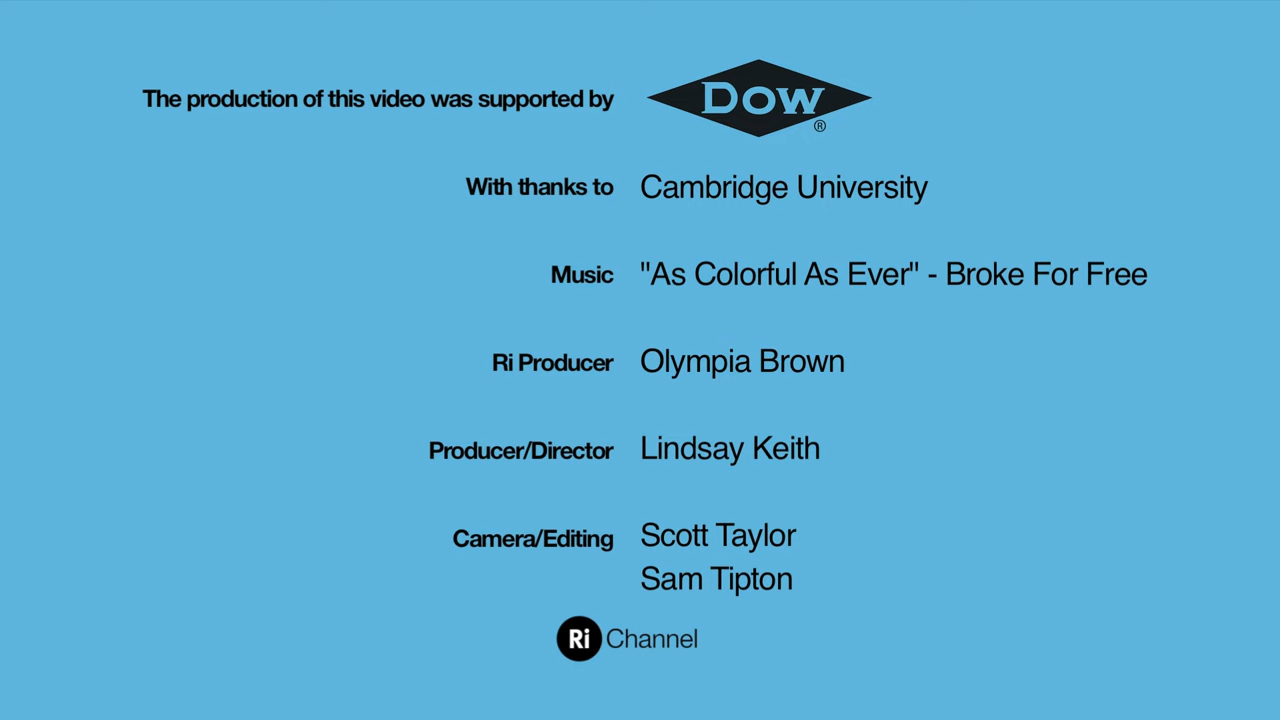 The production of this video was supported by DOW ®
With thanks to Cambridge University
Music "As Colorful As Ever" - Broke For Free
Ri Producer Olympia Brown
Producer/Director Lindsay Keith
Camera/Editing Scott Taylor
Sam Tipton
Ri Channel